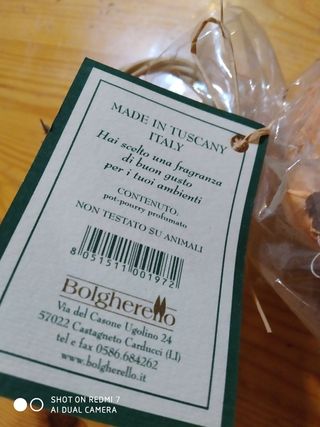 MADE IN TUSCANY
ITALY
Hai scelto una fragranza
di buon gusto
per i tuoi ambienti
CONTENUTO:
pot-pourry profumato
NON TESTATO SU ANIMALI
8 051511 001972
Bolgherello
Via del Casone Ugolino 24
57022 Castagneto Carducci (LI)
tel e fax 0586.684262
www.bolgherello.it
SHOT ON REDMI 7
AI DUAL CAMERA